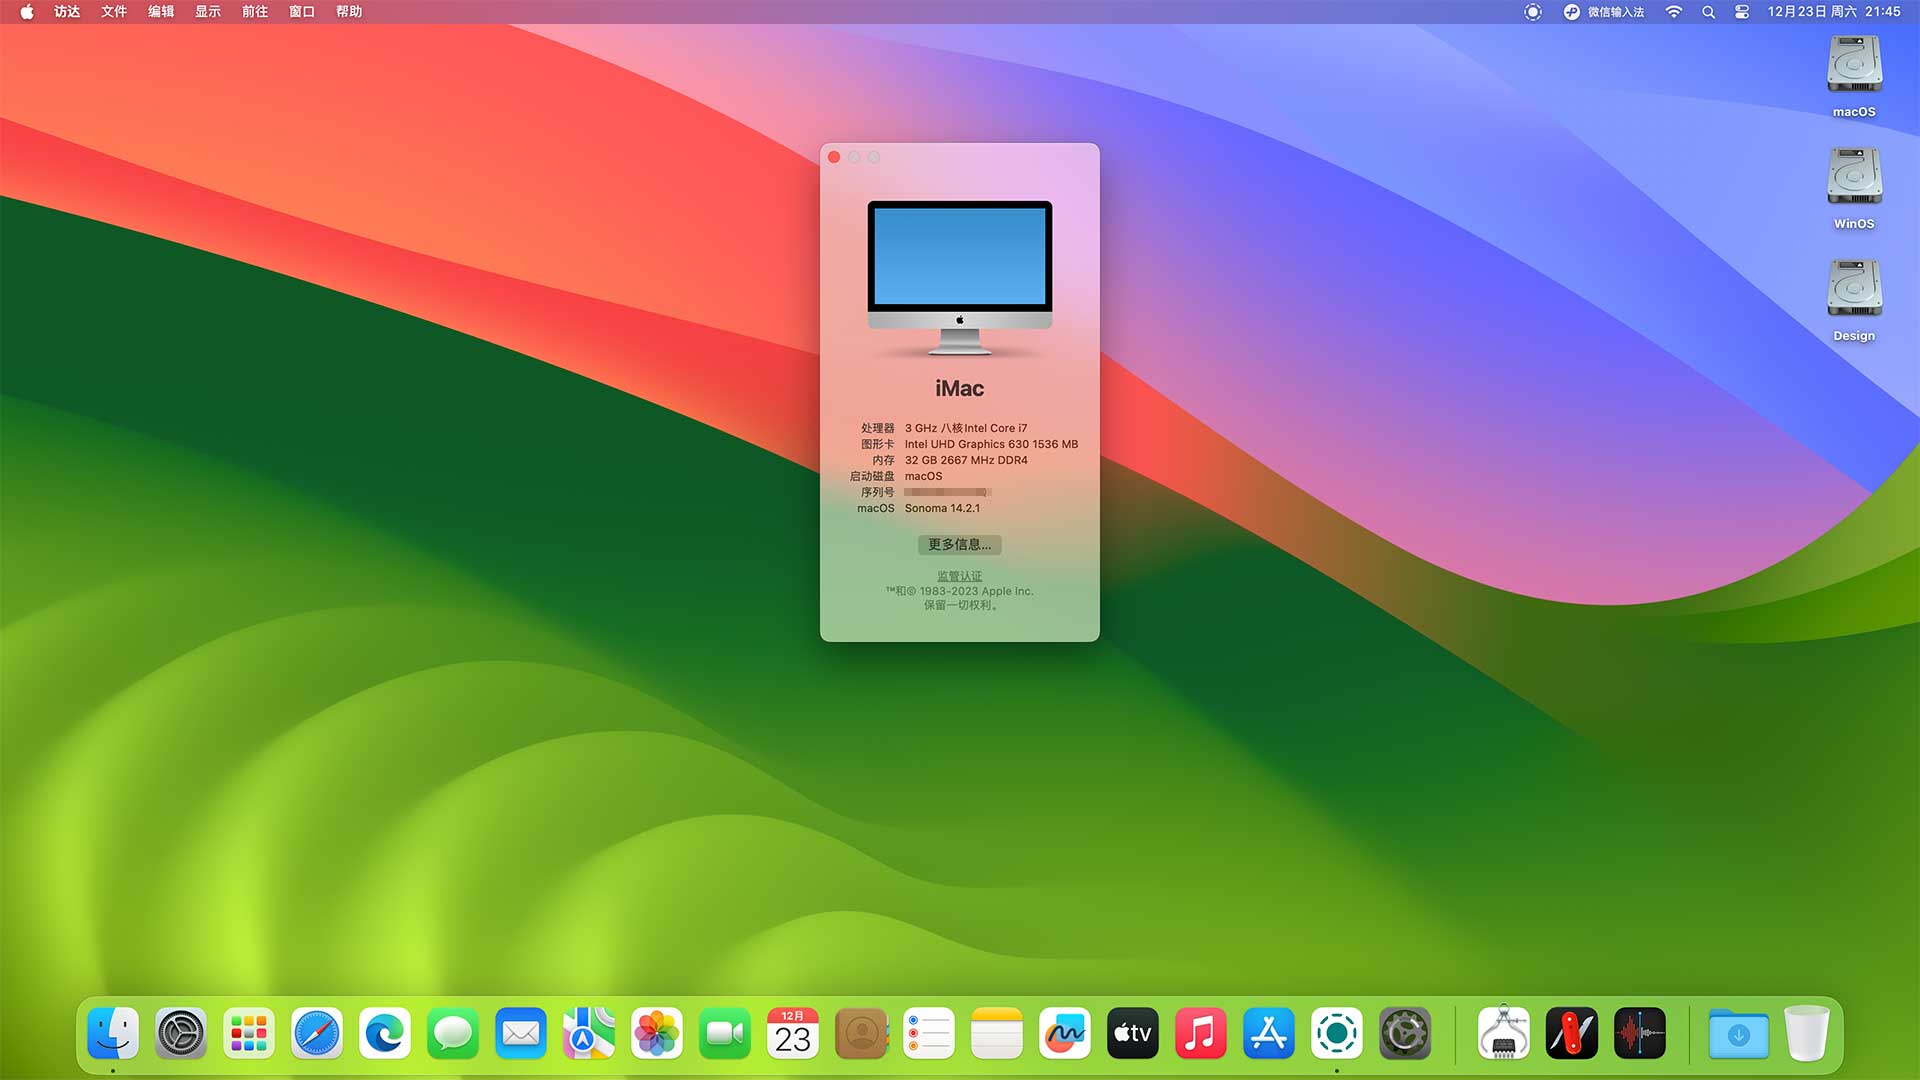 访达 文件 编辑 显示 前往 窗口 帮助 微信输入法 12月23日 周六 21:45
macOS
WinOS
Design
iMac
处理器 3 GHz 八核Intel Core i7
图形卡 Intel UHD Graphics 630 1536 MB
内存 32 GB 2667 MHz DDR4
启动磁盘 macOS
序列号
macOS Sonoma 14.2.1
更多信息...
监管认证
™和© 1983-2023 Apple Inc.
保留一切权利。
12月
23
tv